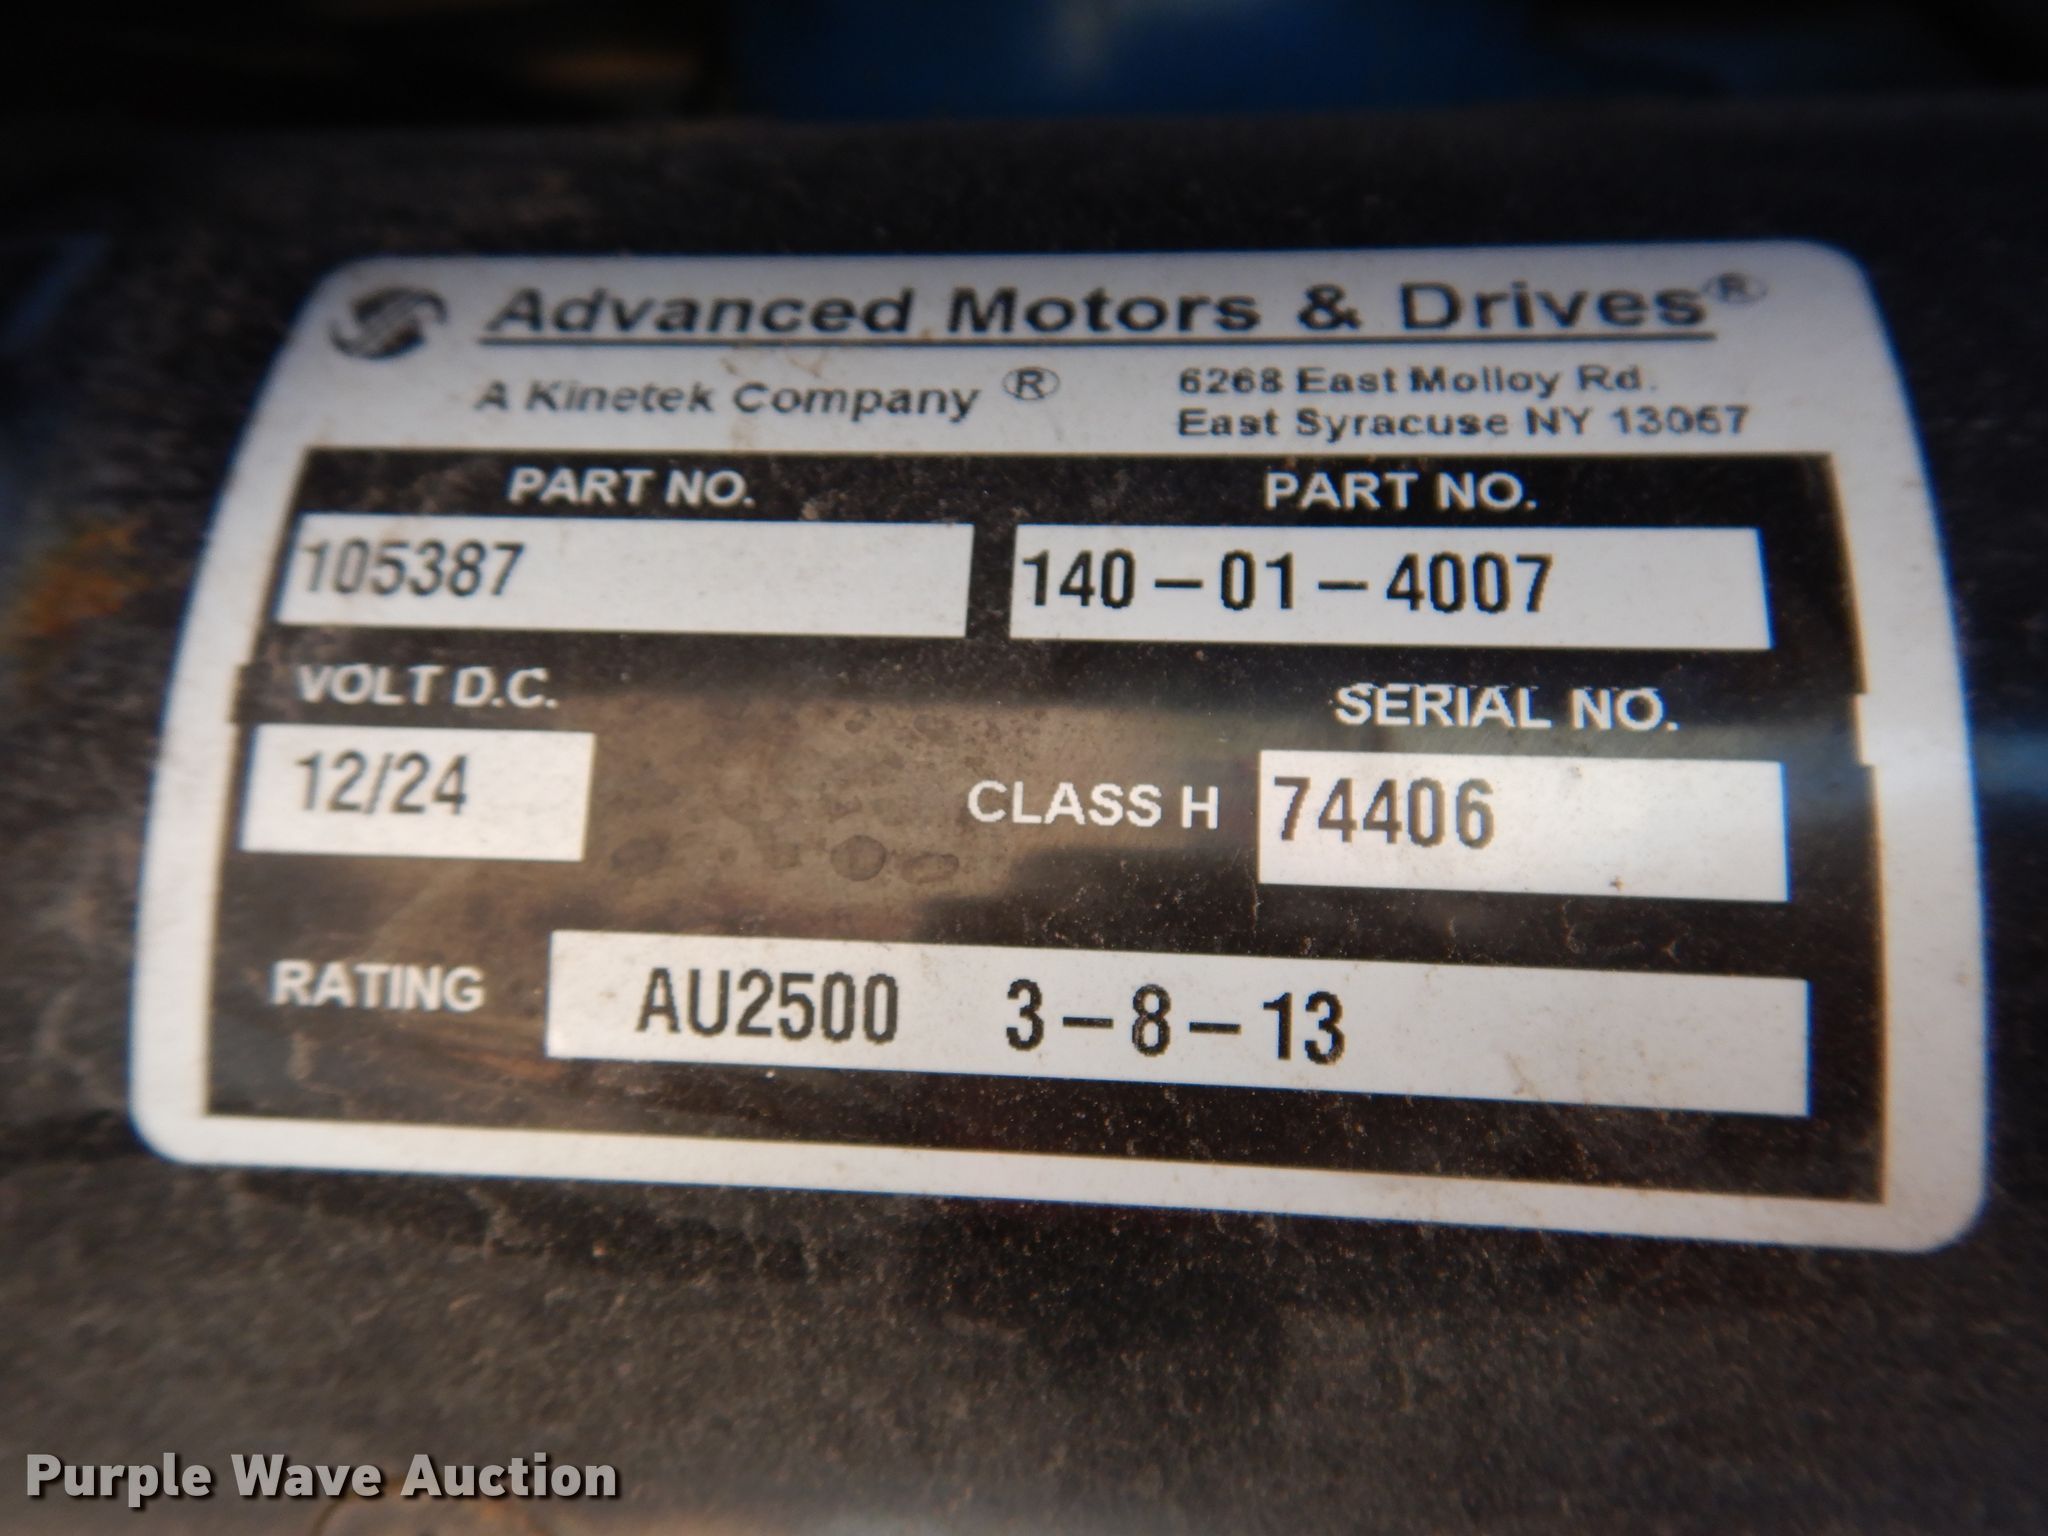 Advanced Motors & Drives®
A Kinetek Company ®
6268 East Molloy Rd.
East Syracuse NY 13067
PART NO. PART NO.
105387 140-01-4007
VOLT D.C. SERIAL NO.
12/24 CLASS H 74406
RATING AU2500 3-8-13
Purple Wave Auction